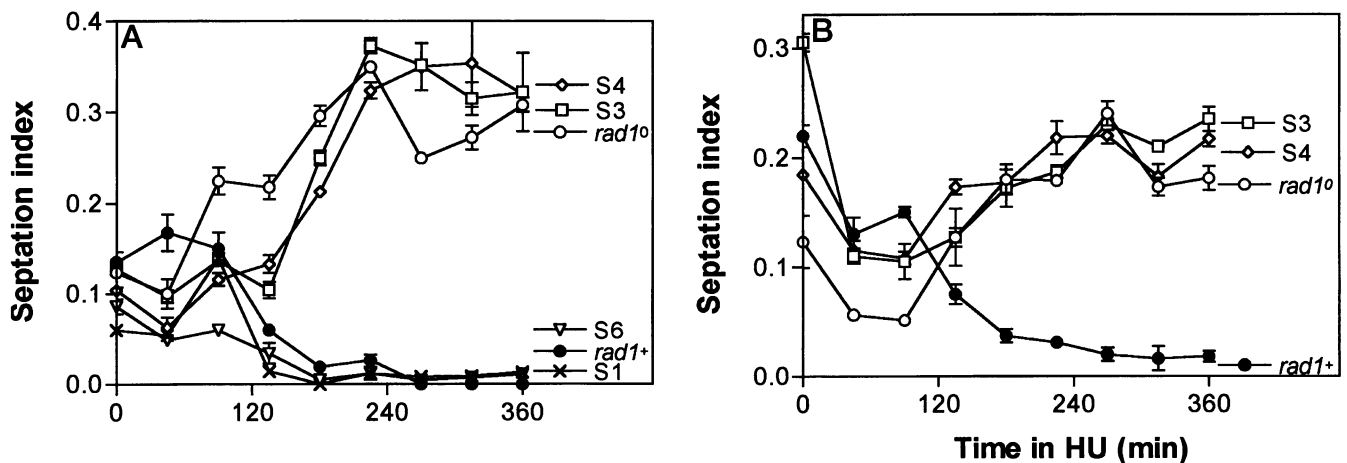 A
Septation index
0.4
0.3
0.2
0.1
0.0
0
120
240
360
S4
S3
rad1⁰
S6
rad1⁺
S1
B
Septation index
0.3
0.2
0.1
0.0
0
120
240
360
Time in HU (min)
S3
S4
rad1⁰
rad1⁺